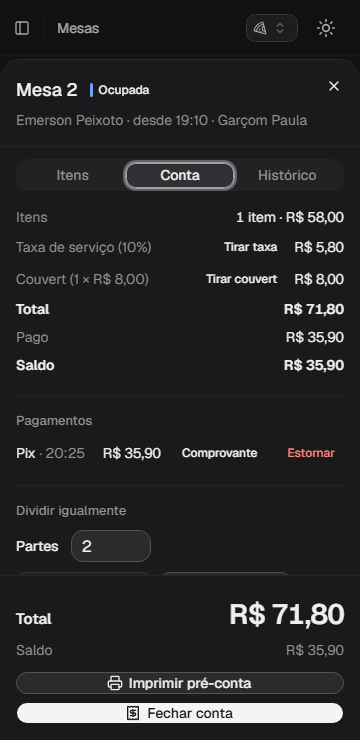 Mesas
Mesa 2 Ocupada
Emerson Peixoto · desde 19:10 · Garçom Paula
Itens Conta Histórico
Itens 1 item · R$ 58,00
Taxa de serviço (10%) Tirar taxa R$ 5,80
Couvert (1 × R$ 8,00) Tirar couvert R$ 8,00
Total R$ 71,80
Pago R$ 35,90
Saldo R$ 35,90
Pagamentos
Pix · 20:25 R$ 35,90 Comprovante Estornar
Dividir igualmente
Partes 2
Total R$ 71,80
Saldo R$ 35,90
Imprimir pré-conta
Fechar conta